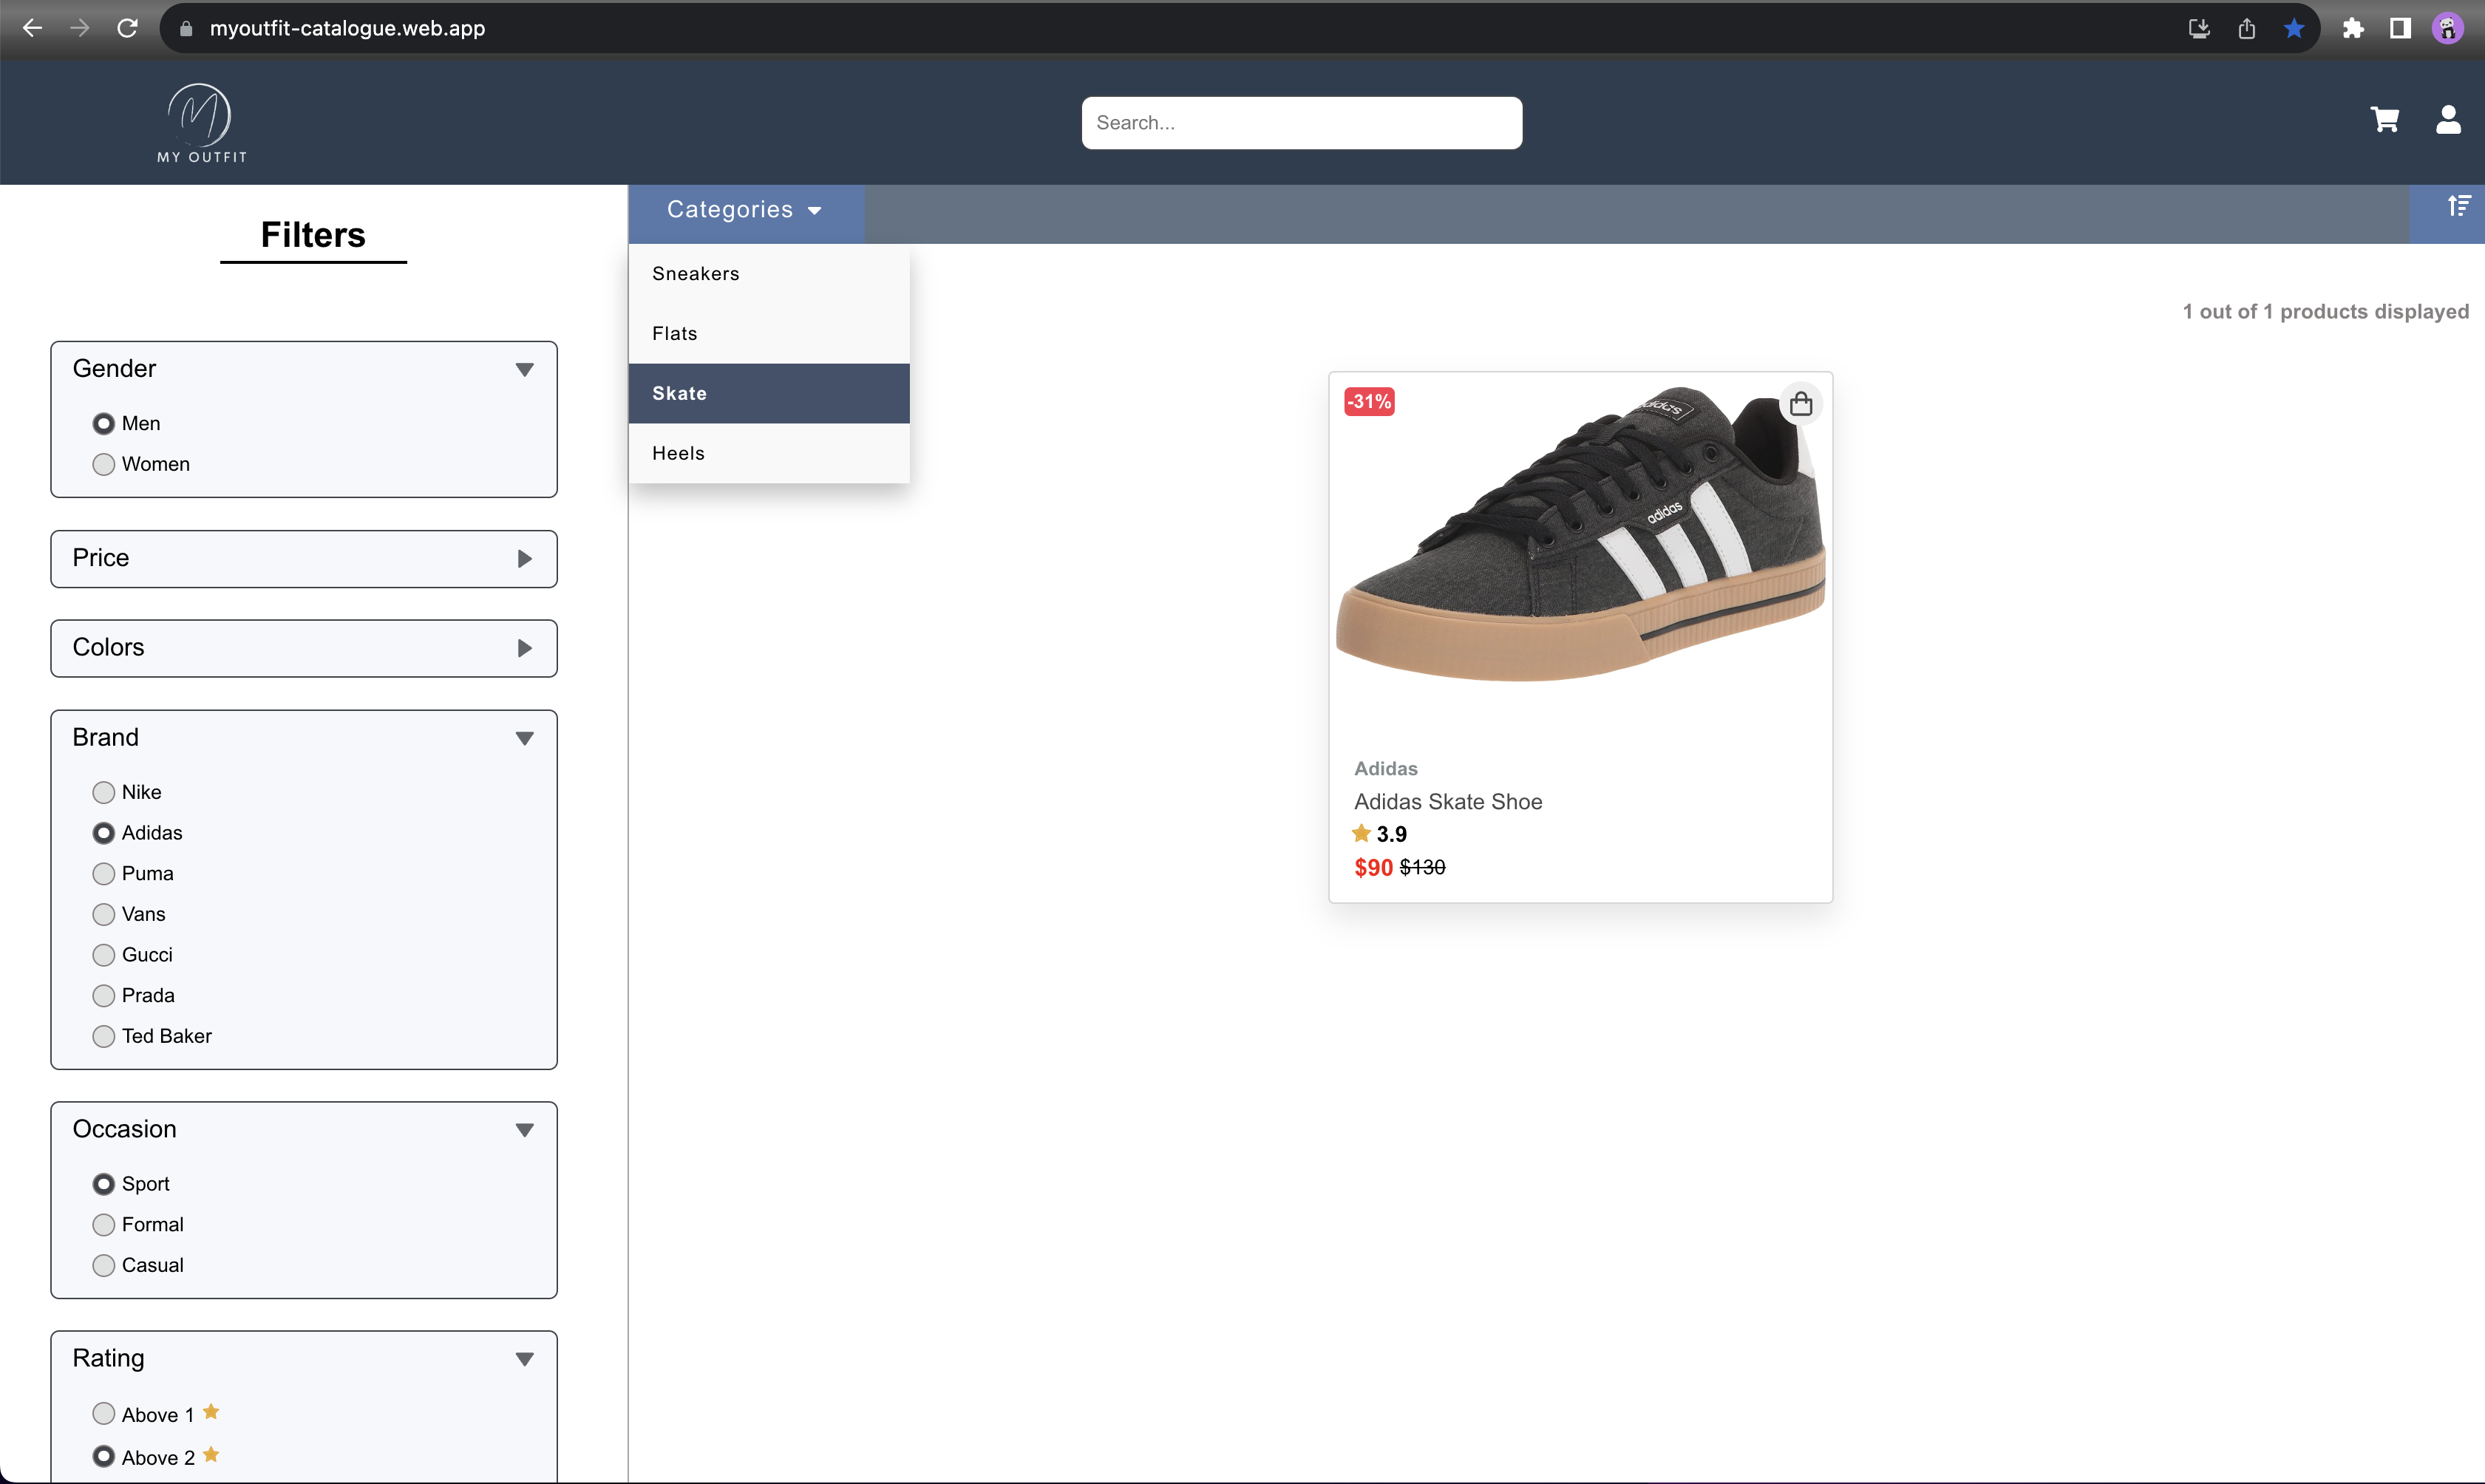 myoutfit-catalogue.web.app
MY OUTFIT
Search...
Filters
Categories
Sneakers
Flats
Skate
Heels
1 out of 1 products displayed
Gender
Men
Women
Price
Colors
Brand
Nike
Adidas
Puma
Vans
Gucci
Prada
Ted Baker
Occasion
Sport
Formal
Casual
Rating
Above 1
Above 2
-31%
adidas
adidas
Adidas
Adidas Skate Shoe
3.9
$90 $130